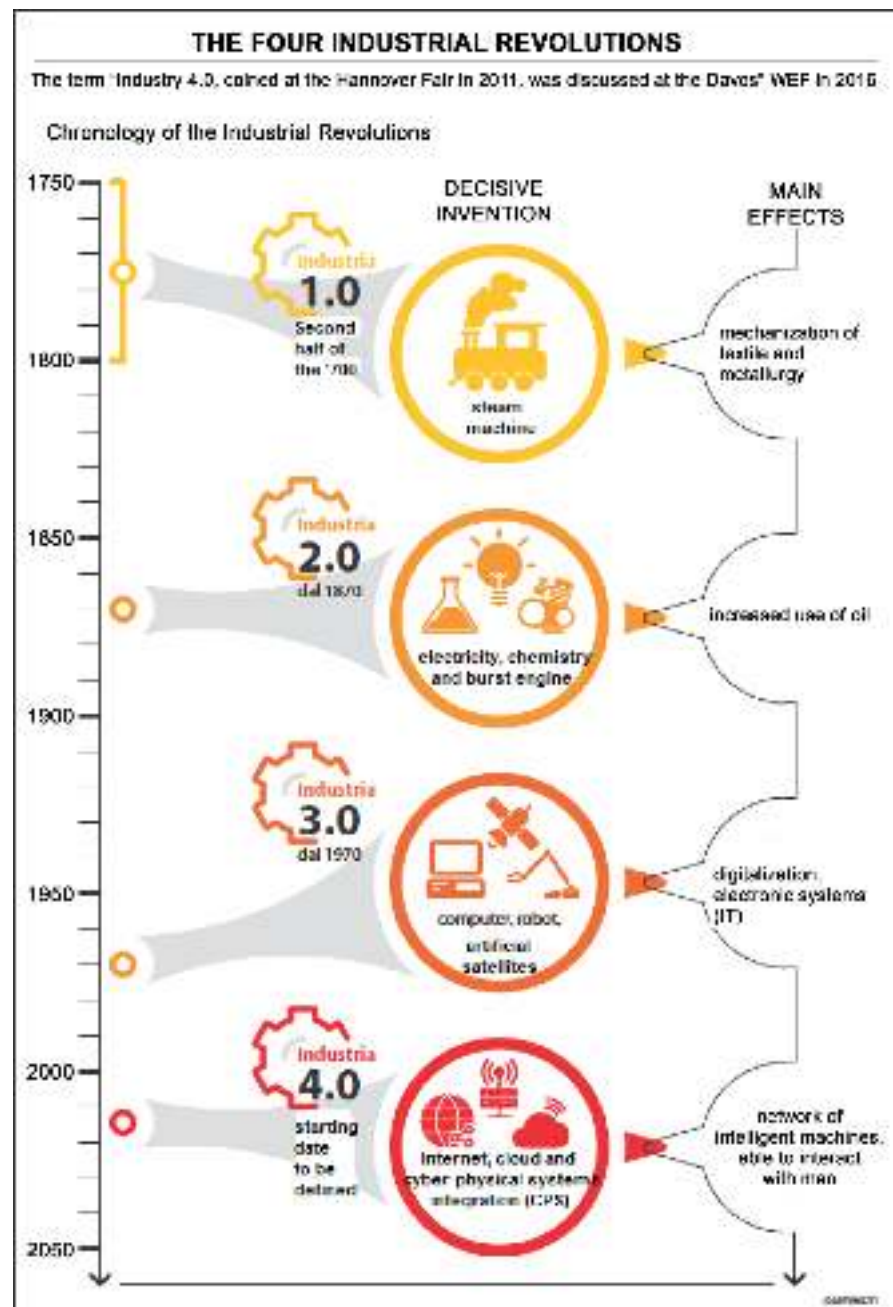 THE FOUR INDUSTRIAL REVOLUTIONS
The term "Industry 4.0, coined at the Hannover Fair in 2011, was discussed at the Davos" WEF in 2016
Chronology of the Industrial Revolutions
DECISIVE
INVENTION
MAIN
EFFECTS
1750
1800
1850
1900
1950
2000
2050
Industria
1.0
Second
half of
the 1700
steam
machine
mechanization of
textile and
metallurgy
Industria
2.0
dal 1870
electricity, chemistry
and burst engine
increased use of oil
Industria
3.0
dal 1970
computer, robot,
artificial
satellites
digitalization,
electronic systems
(IT)
Industria
4.0
starting
date
to be
defined
internet, cloud and
cyber physical systems
integration (CPS)
network of
intelligent machines,
able to interact
with man